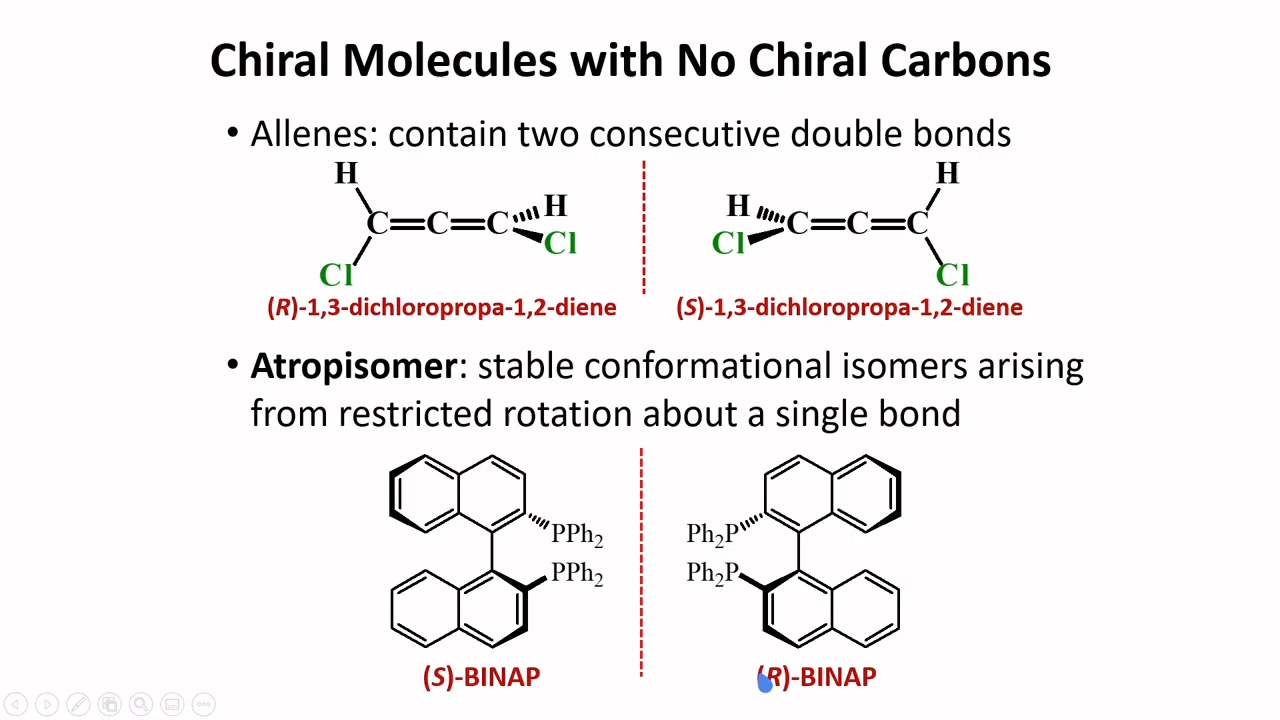 Chiral Molecules with No Chiral Carbons
• Allenes: contain two consecutive double bonds
H
C=C=C
H
Cl
Cl
H
Cl
C=C=C
H
Cl
(R)-1,3-dichloropropa-1,2-diene
(S)-1,3-dichloropropa-1,2-diene
• Atropisomer: stable conformational isomers arising
from restricted rotation about a single bond
PPh₂
PPh₂
Ph₂P
Ph₂P
(S)-BINAP
(R)-BINAP